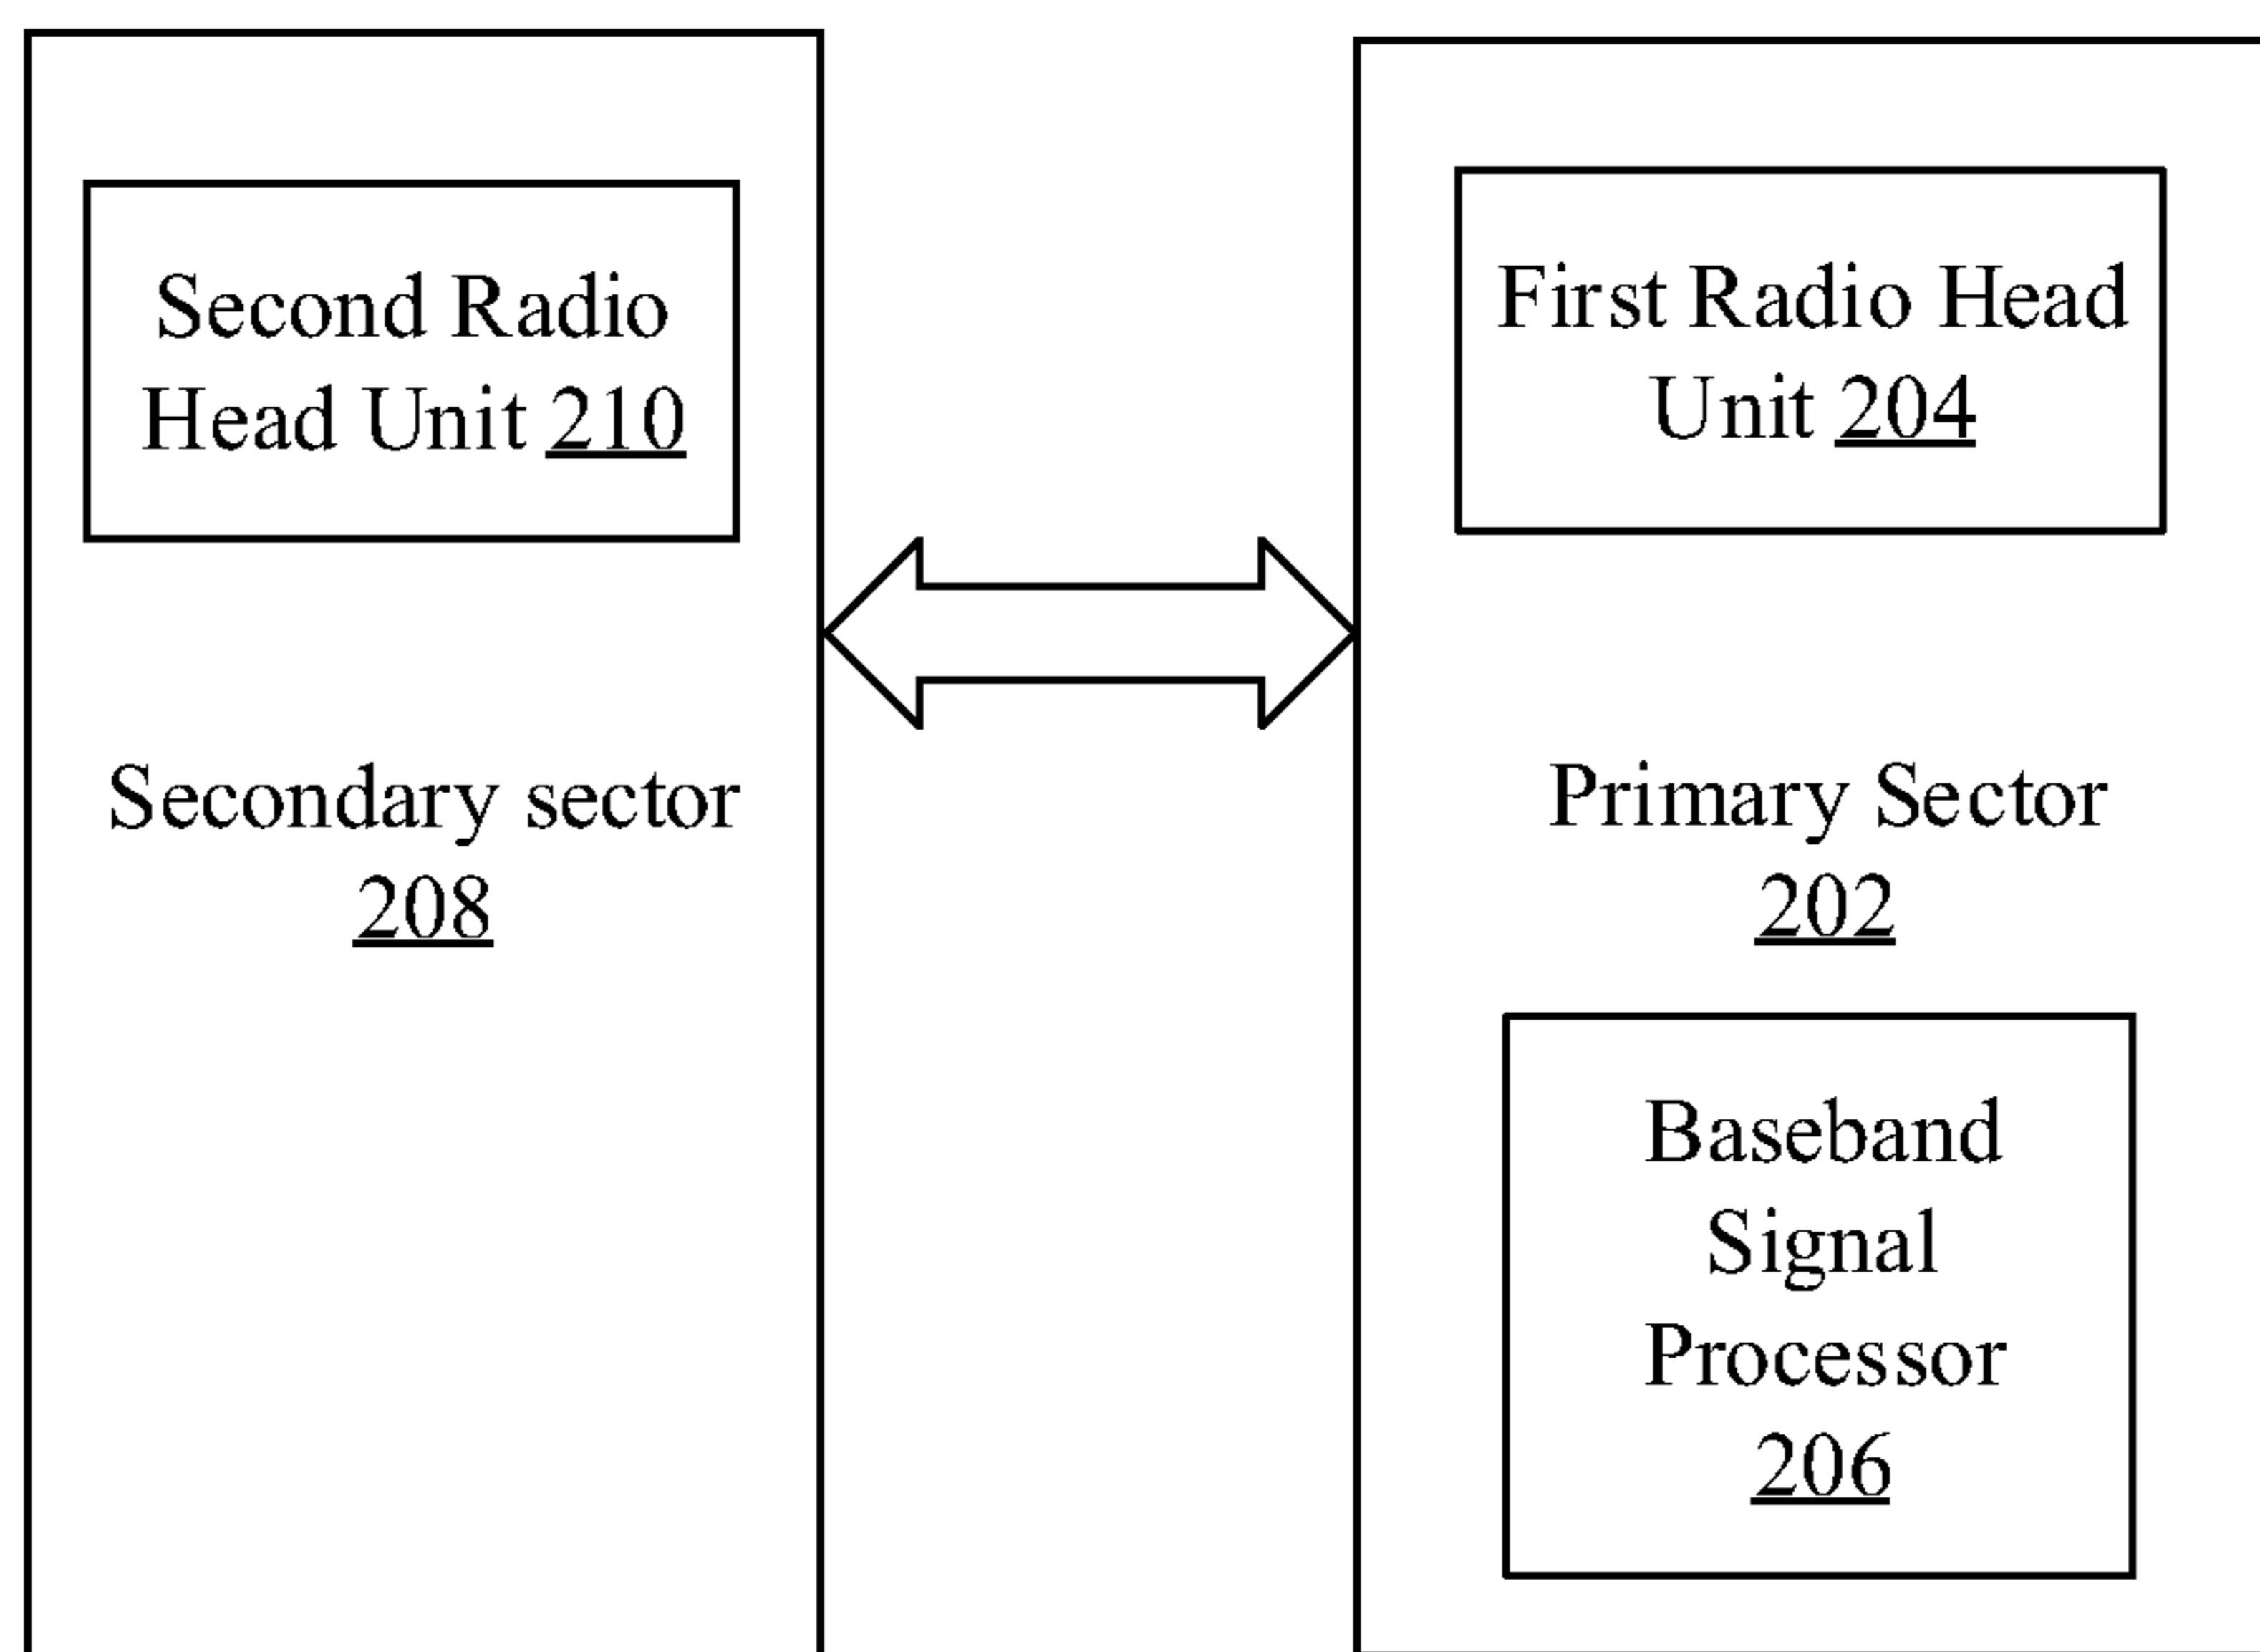 Second Radio
Head Unit 210
Secondary sector
208
First Radio Head
Unit 204
Primary Sector
202
Baseband
Signal
Processor
206